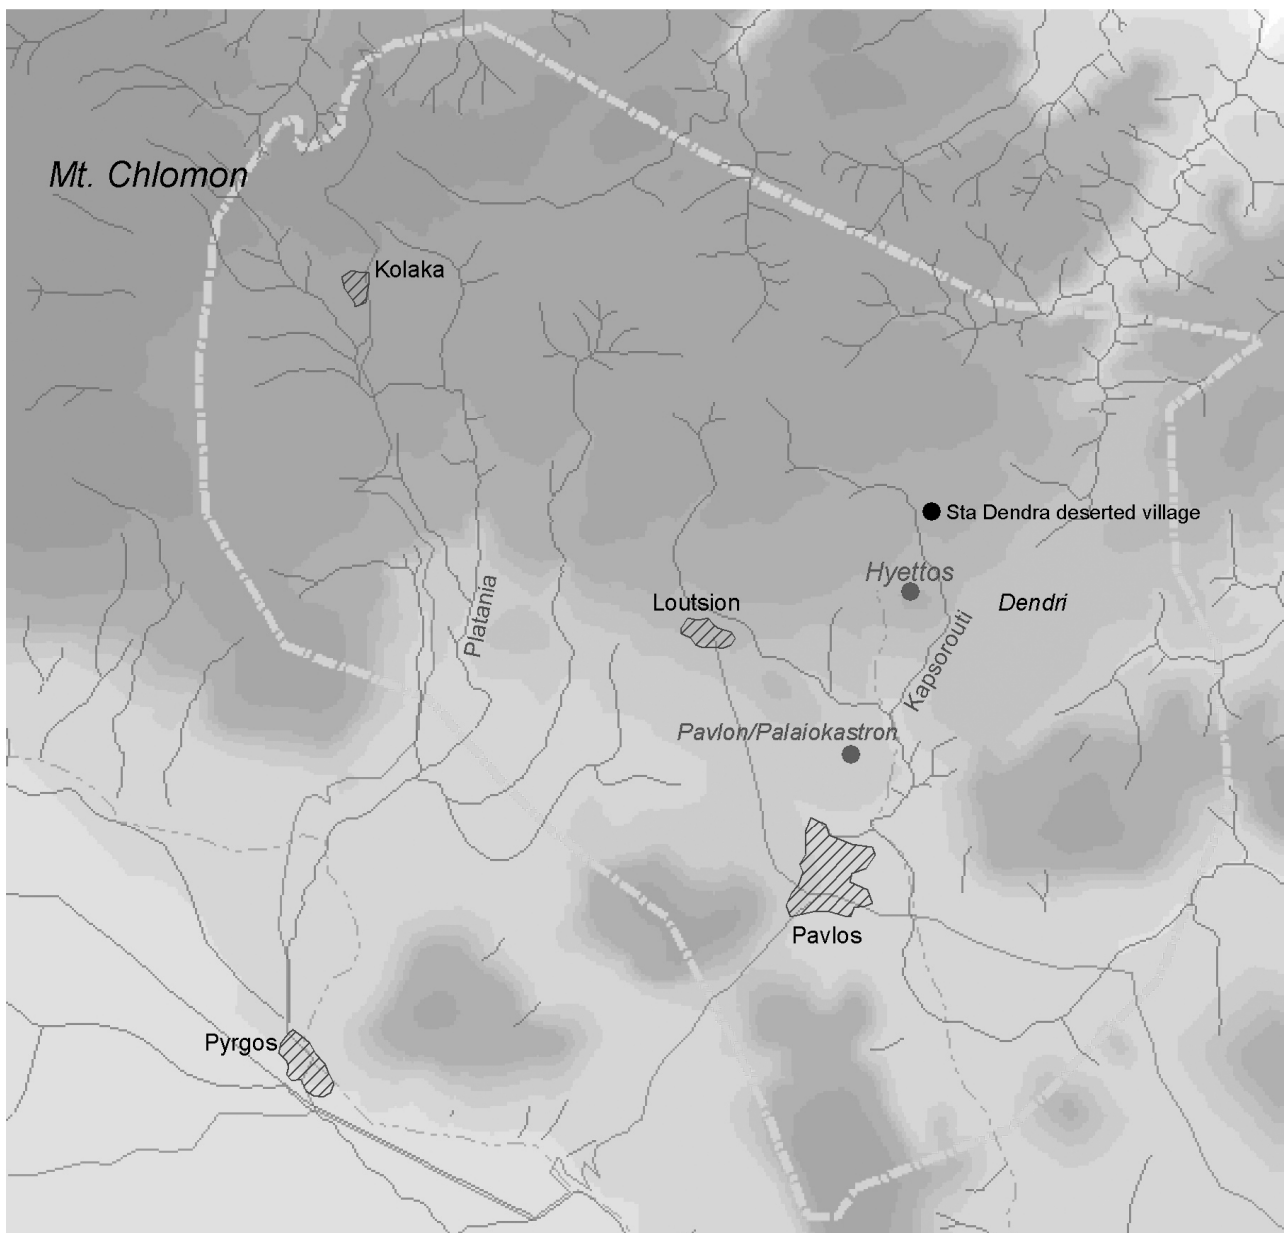 Mt. Chlomon
Kolaka
Sta Dendra deserted village
Hyettos
Loutsion
Dendri
Platania
Kapsorouti
Pavlon/Palaiokastron
Pavlos
Pyrgos